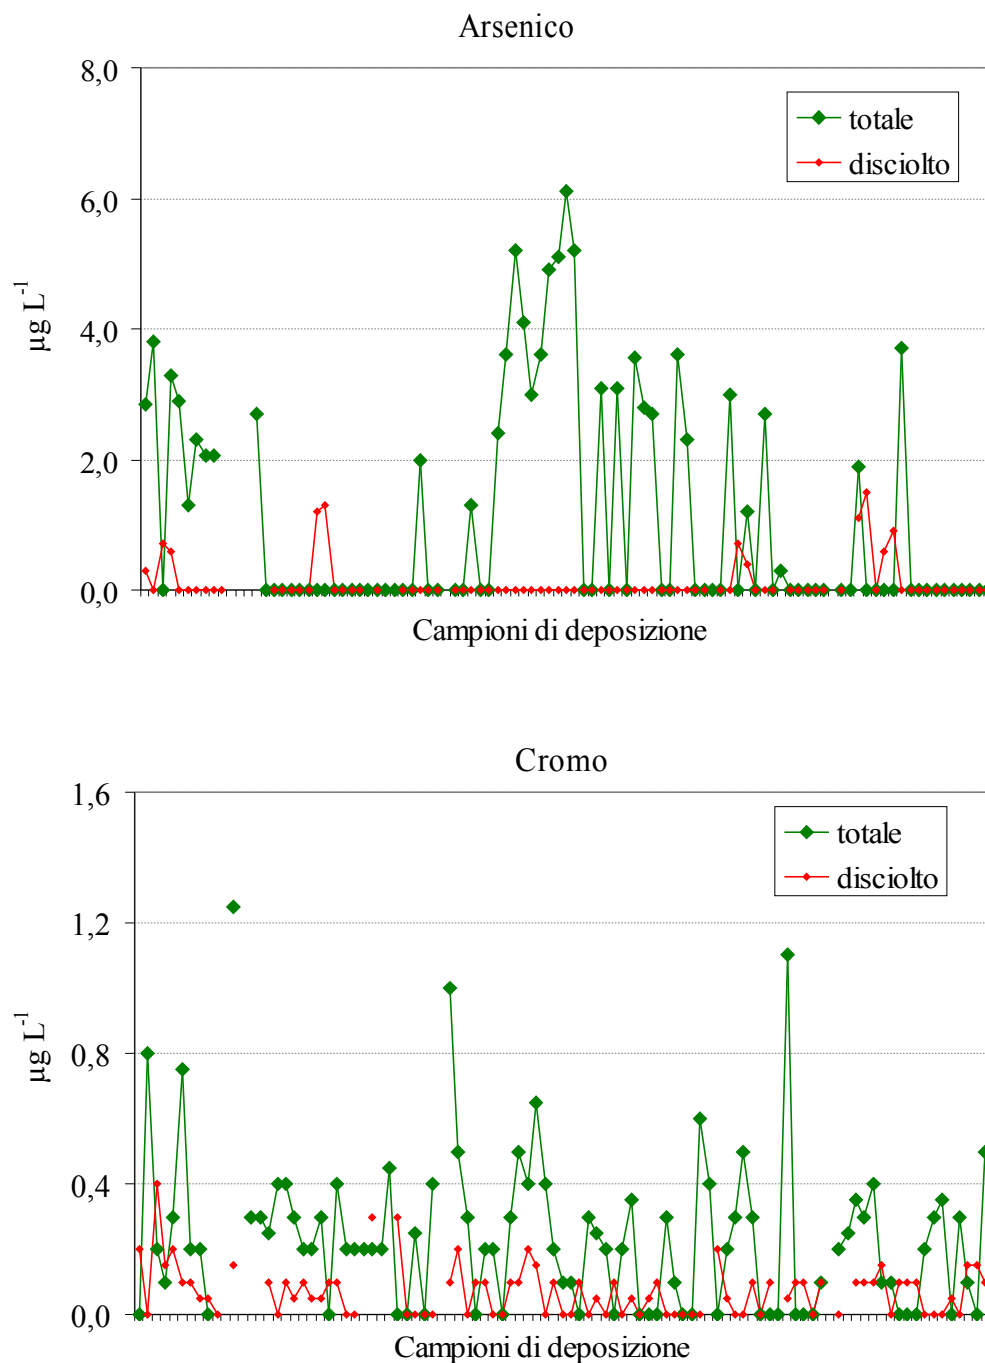 Arsenico
8,0
6,0
4,0
2,0
0,0
µg L-1
totale
disciolto
Campioni di deposizione
Cromo
1,6
1,2
0,8
0,4
0,0
µg L-1
totale
disciolto
Campioni di deposizione